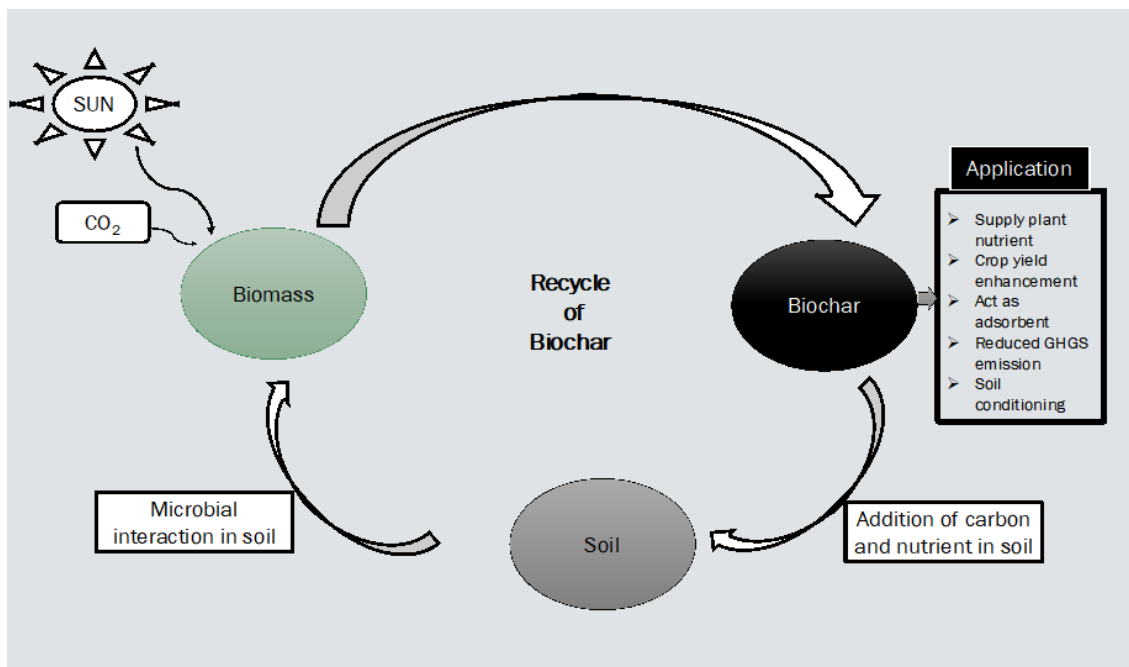 SUN
CO₂
Biomass
Recycle
of
Biochar
Biochar
Application
➢ Supply plant
nutrient
➢ Crop yield
enhancement
➢ Act as
adsorbent
➢ Reduced GHGS
emission
➢ Soil
conditioning
Microbial
interaction in soil
Soil
Addition of carbon
and nutrient in soil